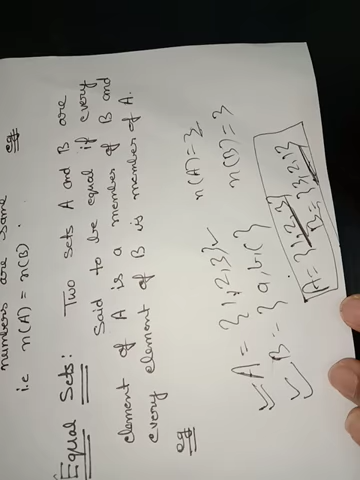 numbers are same
i.e n(A) = n(B) .
eg
Equal Sets: Two sets A and B are
Said to be equal if every
element of A is a member of B and
every element of B is member of A.
eg
A = {1,2,3} n(A)=3
B = {a,b,c} n(B)=3
A = {1,2,3}
B = {3,2,1}